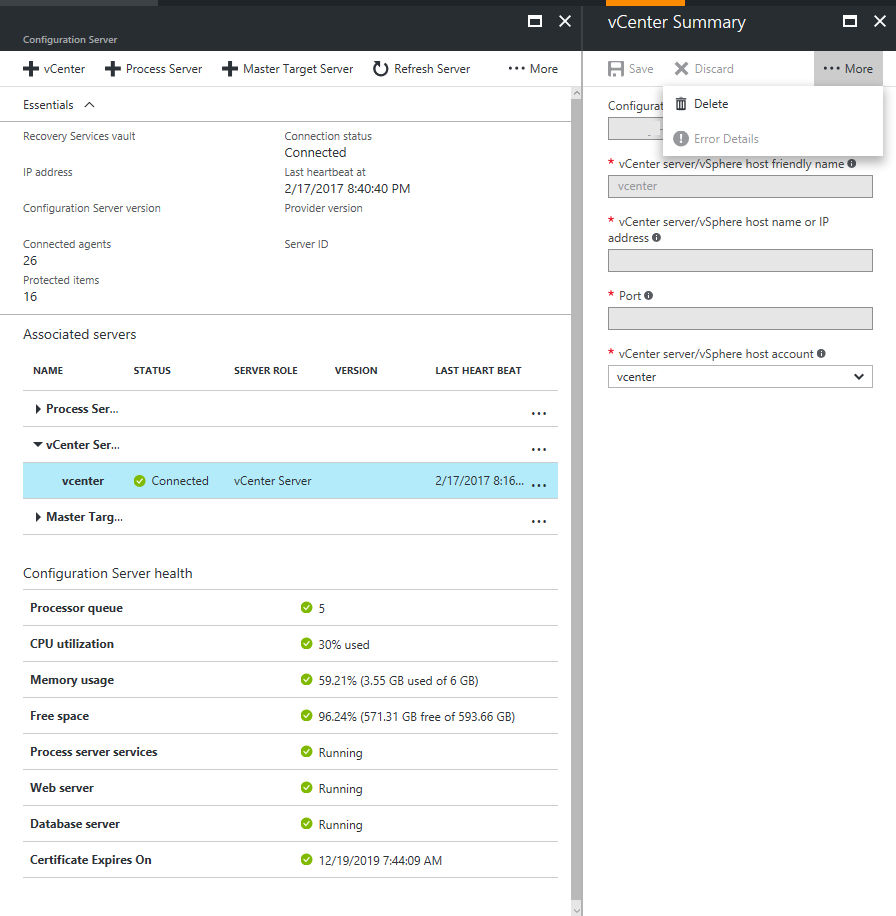 Configuration Server
vCenter Process Server Master Target Server Refresh Server ··· More
Essentials
Recovery Services vault
Connection status
Connected
IP address
Last heartbeat at
2/17/2017 8:40:40 PM
Configuration Server version
Provider version
Connected agents
26
Server ID
Protected items
16
Associated servers
NAME STATUS SERVER ROLE VERSION LAST HEART BEAT
Process Ser... ...
vCenter Ser... ...
vcenter Connected vCenter Server 2/17/2017 8:16... ...
Master Targ... ...
Configuration Server health
Processor queue 5
CPU utilization 30% used
Memory usage 59.21% (3.55 GB used of 6 GB)
Free space 96.24% (571.31 GB free of 593.66 GB)
Process server services Running
Web server Running
Database server Running
Certificate Expires On 12/19/2019 7:44:09 AM
vCenter Summary
Save Discard ··· More
Delete
Error Details
Configurat
* vCenter server/vSphere host friendly name
vcenter
* vCenter server/vSphere host name or IP
address
* Port
* vCenter server/vSphere host account
vcenter